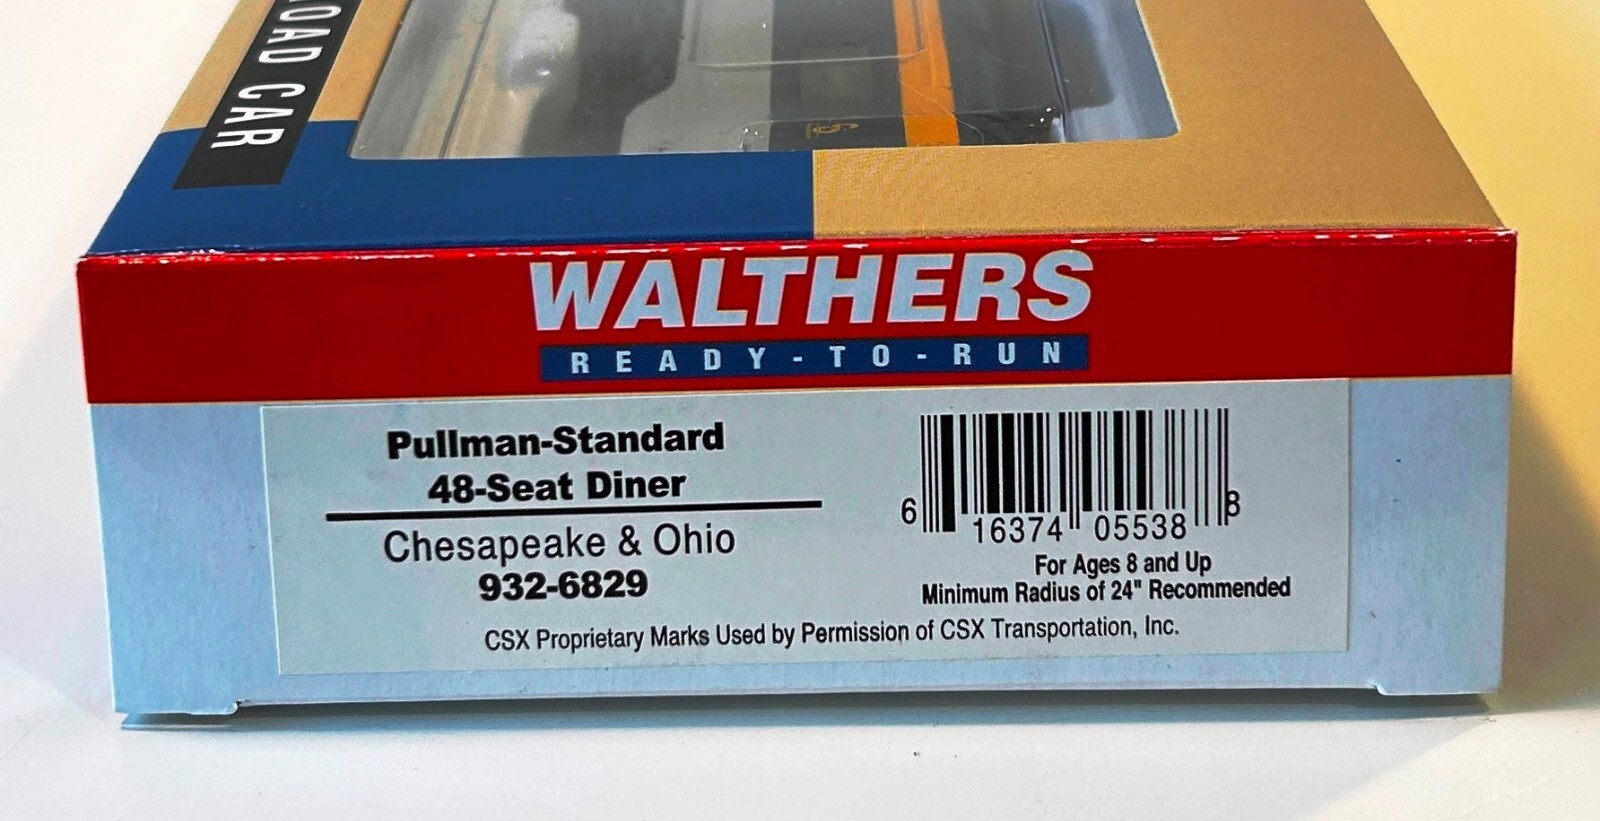 OAD CAR
WALTHERS
READY-TO-RUN
Pullman-Standard
48-Seat Diner
Chesapeake & Ohio
932-6829
6 16374 05538 8
For Ages 8 and Up
Minimum Radius of 24" Recommended
CSX Proprietary Marks Used by Permission of CSX Transportation, Inc.